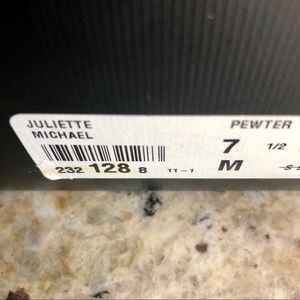 JULIETTE PEWTER
MICHAEL
7 1/2
232 128 8 11-1 M